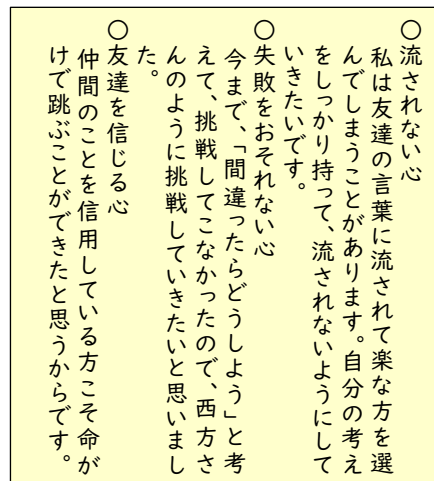 ○流されない心
私は友達の言葉に流されて楽な方を選
んでしまうことがあります。自分の考え
をしっかり持って、流されないようにして
いきたいです。
○失敗をおそれない心
今まで、「間違ったらどうしよう」と考
えて、挑戦してこなかったので、西方さ
んのように挑戦していきたいと思いまし
た。
○友達を信じる心
仲間のことを信用している方こそ命が
けで跳ぶことができたと思うからです。